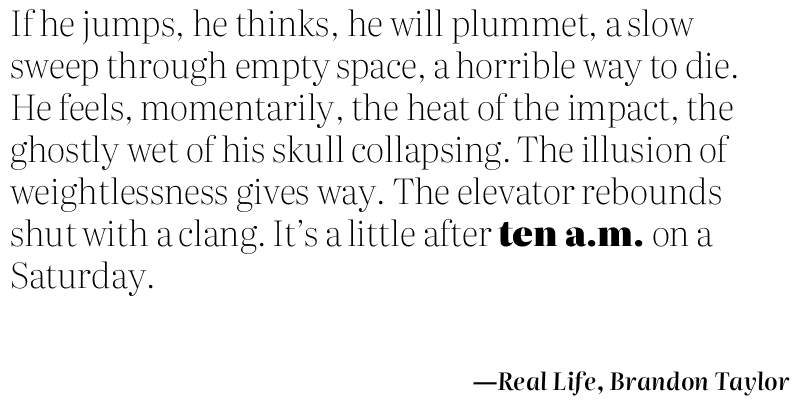 If he jumps, he thinks, he will plummet, a slow
sweep through empty space, a horrible way to die.
He feels, momentarily, the heat of the impact, the
ghostly wet of his skull collapsing. The illusion of
weightlessness gives way. The elevator rebounds
shut with a clang. It’s a little after ten a.m. on a
Saturday.
—Real Life, Brandon Taylor